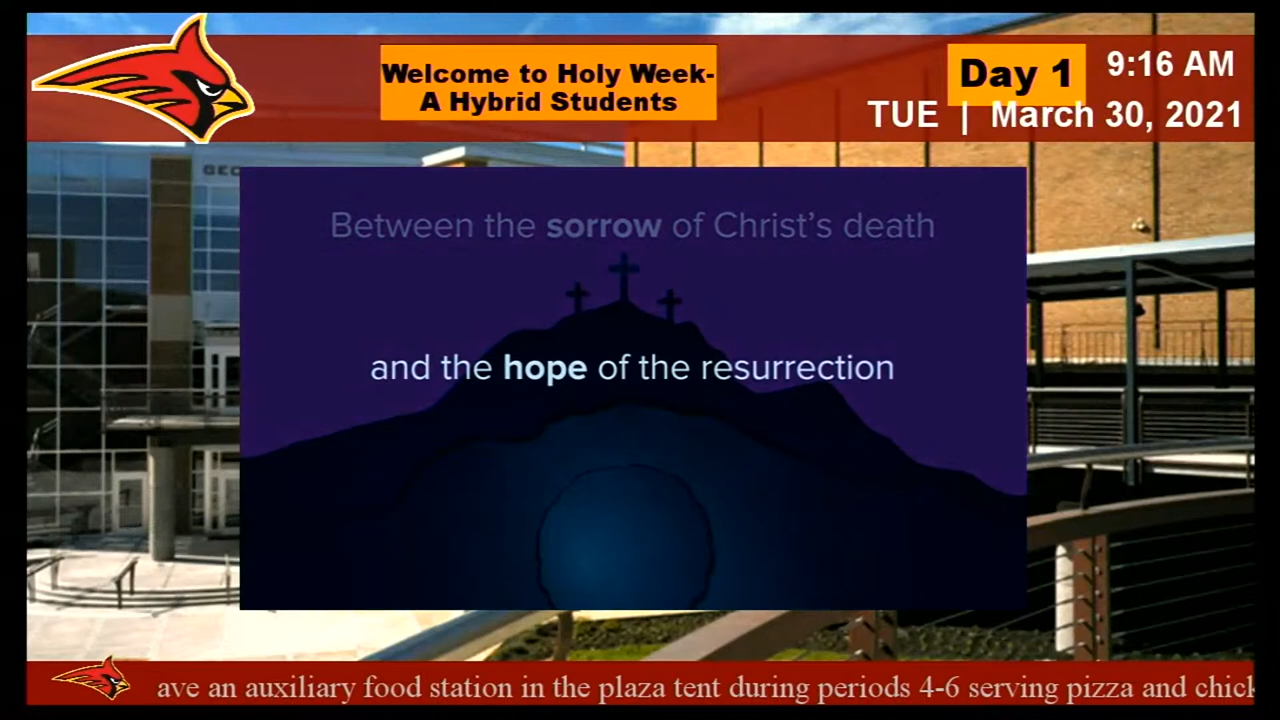 Welcome to Holy Week-
A Hybrid Students
Day 1
9:16 AM
TUE | March 30, 2021
Between the sorrow of Christ's death
and the hope of the resurrection
ave an auxiliary food station in the plaza tent during periods 4-6 serving pizza and chick